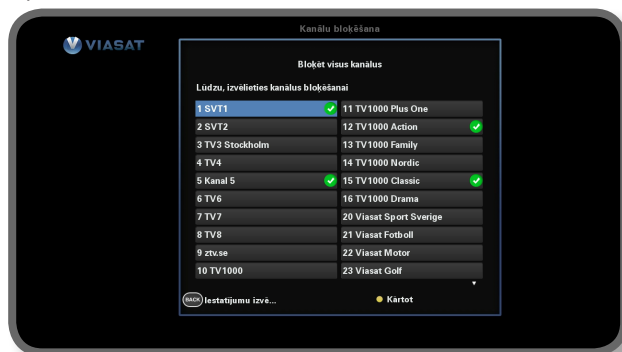 Kanālu bloķēšana
VIASAT
Bloķēt visus kanālus
Lūdzu, izvēlieties kanālus bloķēšanai
1 SVT1
2 SVT2
3 TV3 Stockholm
4 TV4
5 Kanal 5
6 TV6
7 TV7
8 TV8
9 ztv.se
10 TV1000
11 TV1000 Plus One
12 TV1000 Action
13 TV1000 Family
14 TV1000 Nordic
15 TV1000 Classic
16 TV1000 Drama
20 Viasat Sport Sverige
21 Viasat Fotboll
22 Viasat Motor
23 Viasat Golf
BACK Iestatījumu izvē...
Kārtot